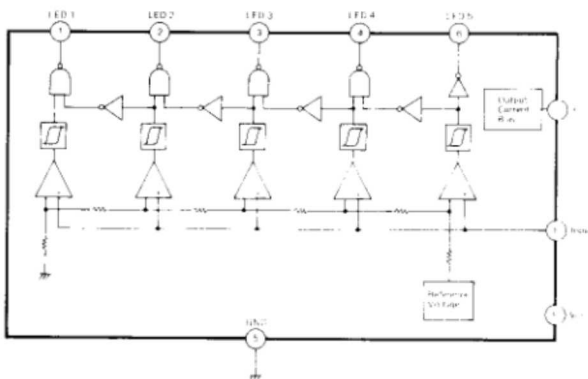 LED 1
LED 2
LED 3
LED 4
LED 5
1
2
3
4
6
Output
Current
Bias
Reference
Voltage
GND
5